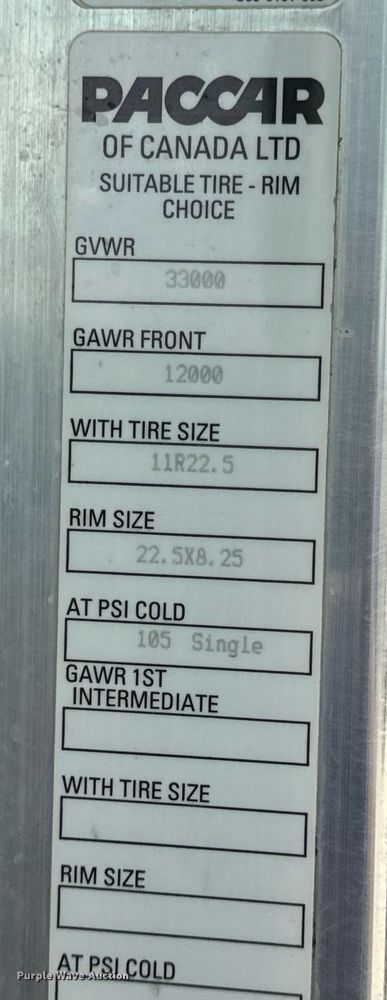 PACCAR
OF CANADA LTD
SUITABLE TIRE - RIM
CHOICE
GVWR
33000
GAWR FRONT
12000
WITH TIRE SIZE
11R22.5
RIM SIZE
22.5X8.25
AT PSI COLD
105 Single
GAWR 1ST
INTERMEDIATE
WITH TIRE SIZE
RIM SIZE
AT PSI COLD
Purple Wave Auction